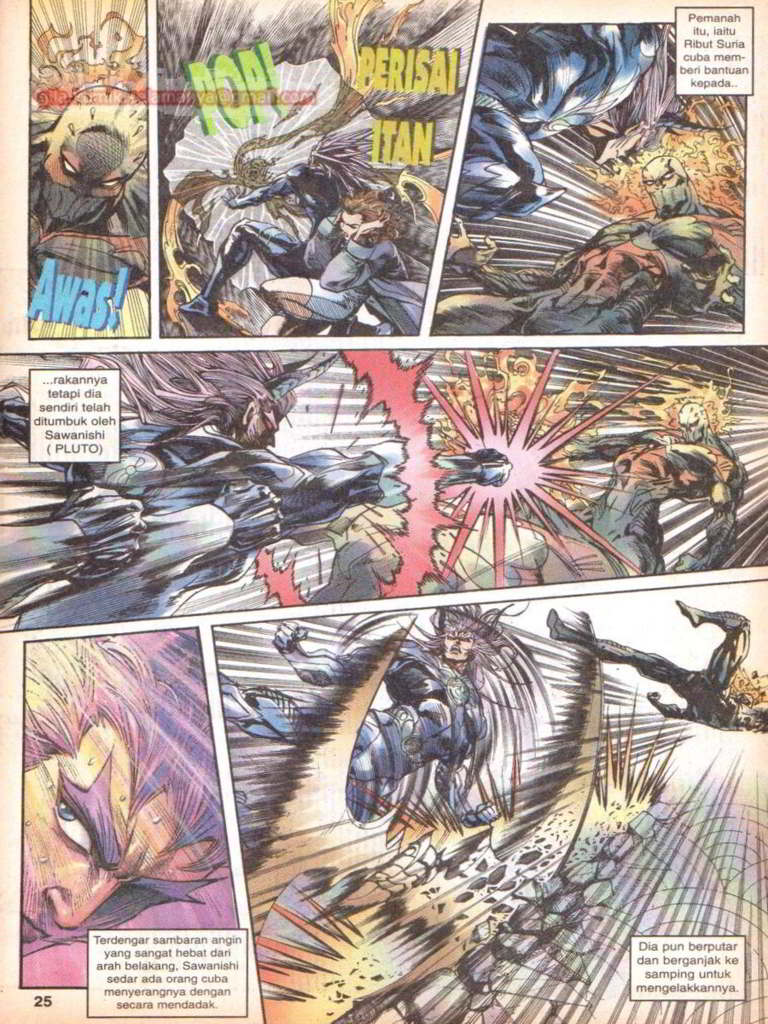 Awas!
POP!
PERISAI
ITAN
Pemanah
itu, iaitu
Ribut Suria
cuba mem-
beri bantuan
kepada..
...rakannya
tetapi dia
sendiri telah
ditumbuk oleh
Sawanishi
( PLUTO)
Terdengar sambaran angin
yang sangat hebat dari
arah belakang, Sawanishi
sedar ada orang cuba
menyerangnya dengan
secara mendadak.
Dia pun berputar
dan berganjak ke
samping untuk
mengelakkannya.
25